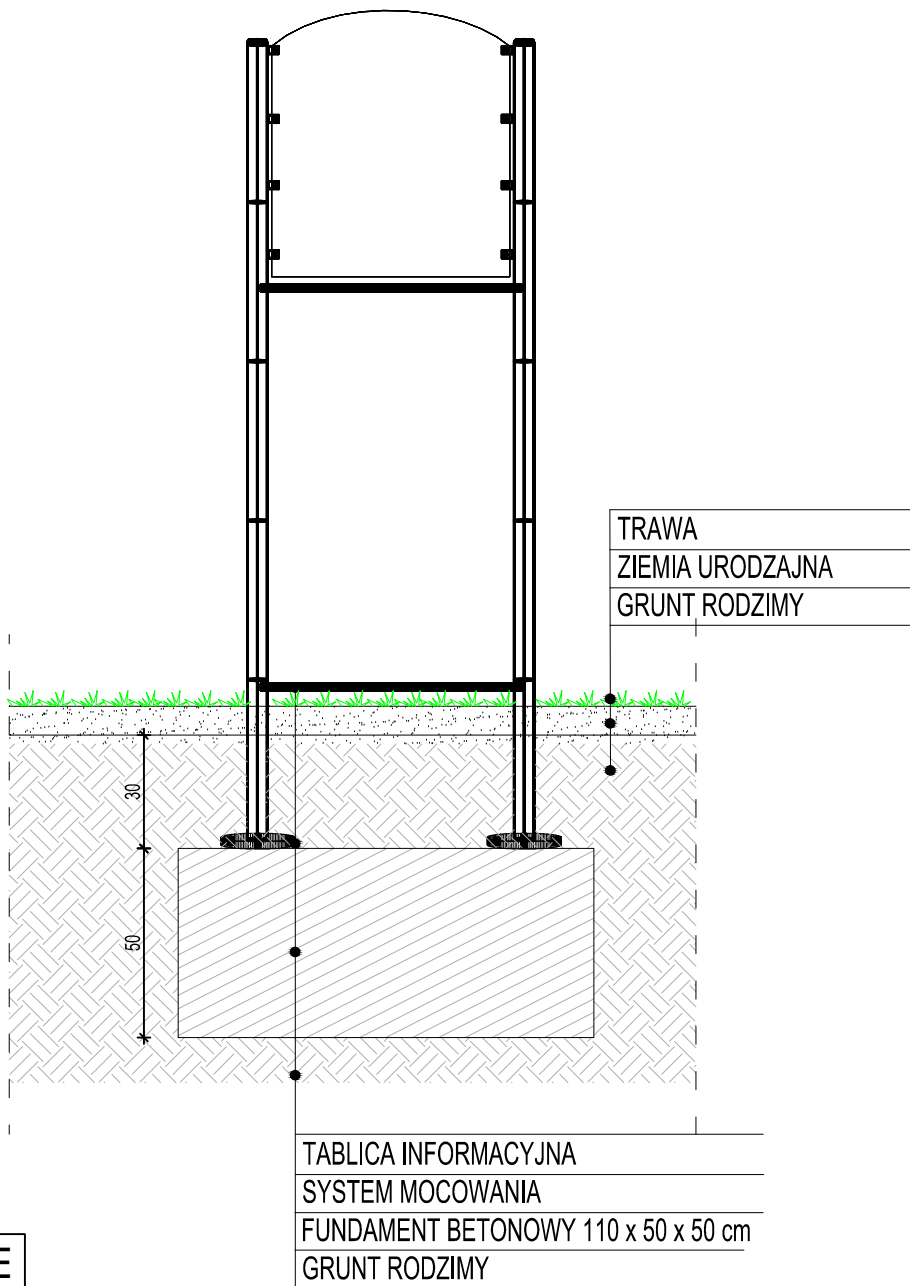 TRAWA
ZIEMIA URODZAJNA
GRUNT RODZIMY
30
50
TABLICA INFORMACYJNA
SYSTEM MOCOWANIA
FUNDAMENT BETONOWY 110 x 50 x 50 cm
GRUNT RODZIMY
E